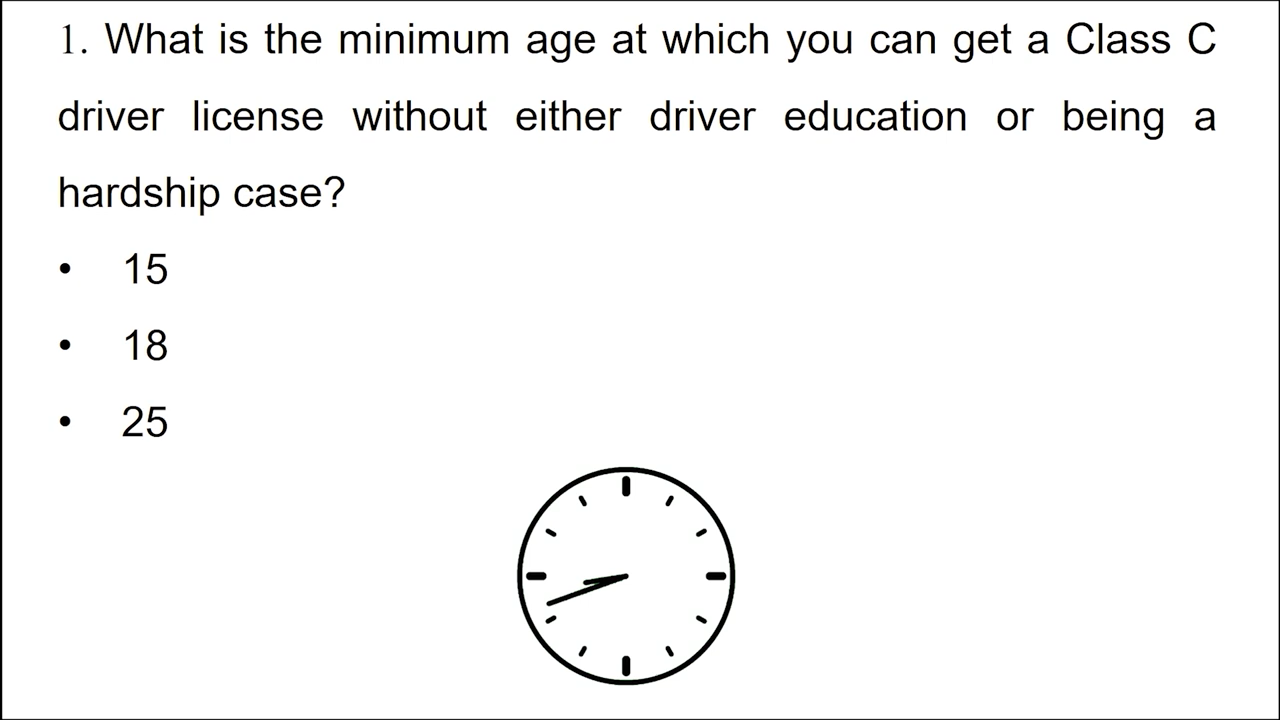 1. What is the minimum age at which you can get a Class C
driver license without either driver education or being a
hardship case?
• 15
• 18
• 25